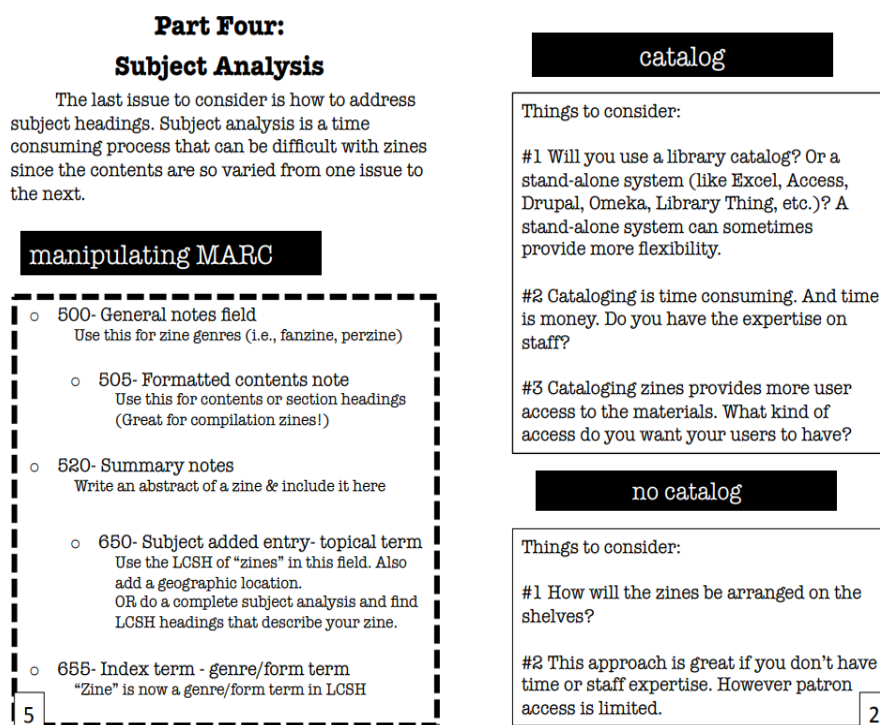 Part Four:
Subject Analysis
The last issue to consider is how to address
subject headings. Subject analysis is a time
consuming process that can be difficult with zines
since the contents are so varied from one issue to
the next.
manipulating MARC
○ 500- General notes field
Use this for zine genres (i.e., fanzine, perzine)
○ 505- Formatted contents note
Use this for contents or section headings
(Great for compilation zines!)
○ 520- Summary notes
Write an abstract of a zine & include it here
○ 650- Subject added entry- topical term
Use the LCSH of "zines" in this field. Also
add a geographic location.
OR do a complete subject analysis and find
LCSH headings that describe your zine.
○ 655- Index term - genre/form term
"Zine" is now a genre/form term in LCSH
5
catalog
Things to consider:
#1 Will you use a library catalog? Or a
stand-alone system (like Excel, Access,
Drupal, Omeka, Library Thing, etc.)? A
stand-alone system can sometimes
provide more flexibility.
#2 Cataloging is time consuming. And time
is money. Do you have the expertise on
staff?
#3 Cataloging zines provides more user
access to the materials. What kind of
access do you want your users to have?
no catalog
Things to consider:
#1 How will the zines be arranged on the
shelves?
#2 This approach is great if you don't have
time or staff expertise. However patron
access is limited.
2